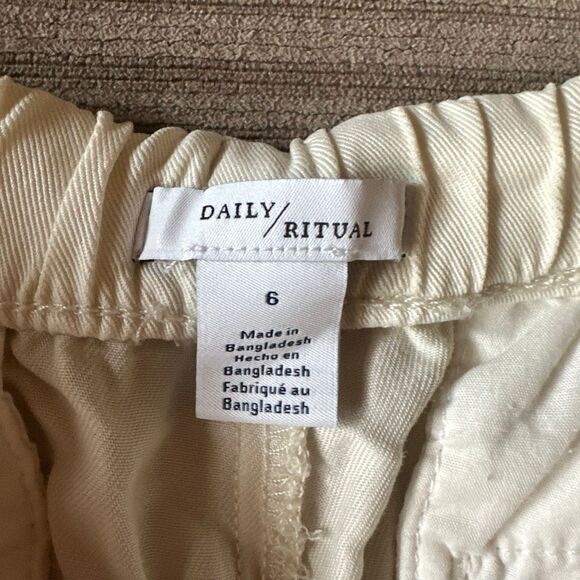 DAILY/
RITUAL
6
Made in
Bangladesh
Hecho en
Bangladesh
Fabriqué au
Bangladesh